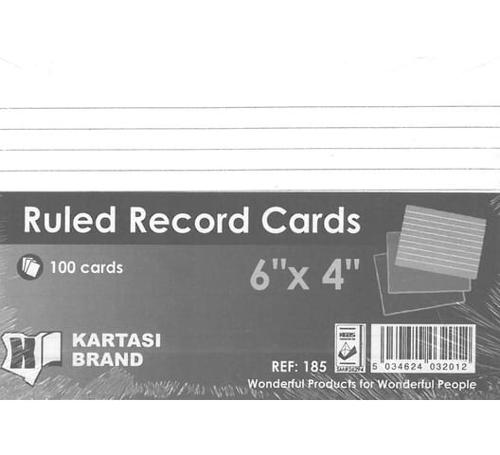 Ruled Record Cards
100 cards
6"x 4"
KARTASI
BRAND
REF: 185
5 034624 032012
Wonderful Products for Wonderful People